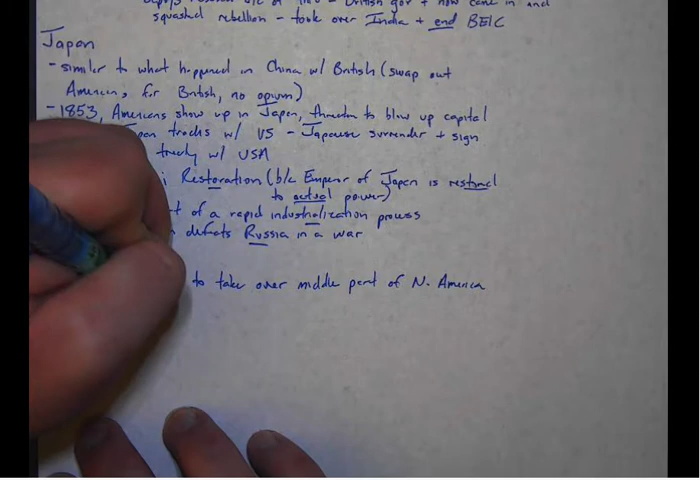 squashed rebellion - took over India + end BEIC
Japan
- similar to what happened in China w/ British (swap out
Americans for British, no opium)
- 1853, Americans show up in Japan, threaten to blow up capital
trades w/ US - Japanese surrender + sign
treaty w/ USA
Restoration (b/c Emperor of Japan is restored
to actual power)
of a rapid industrialization process
defeats Russia in a war
to take over middle part of N. America